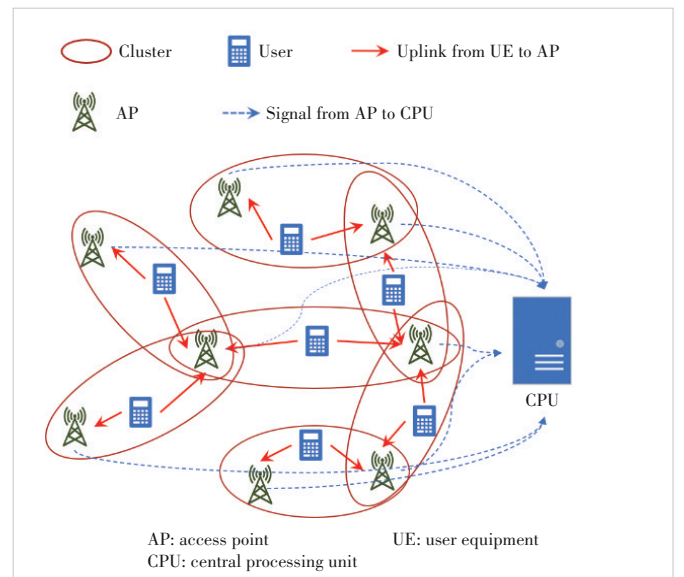 Cluster User Uplink from UE to AP
AP Signal from AP to CPU
CPU
AP: access point UE: user equipment
CPU: central processing unit